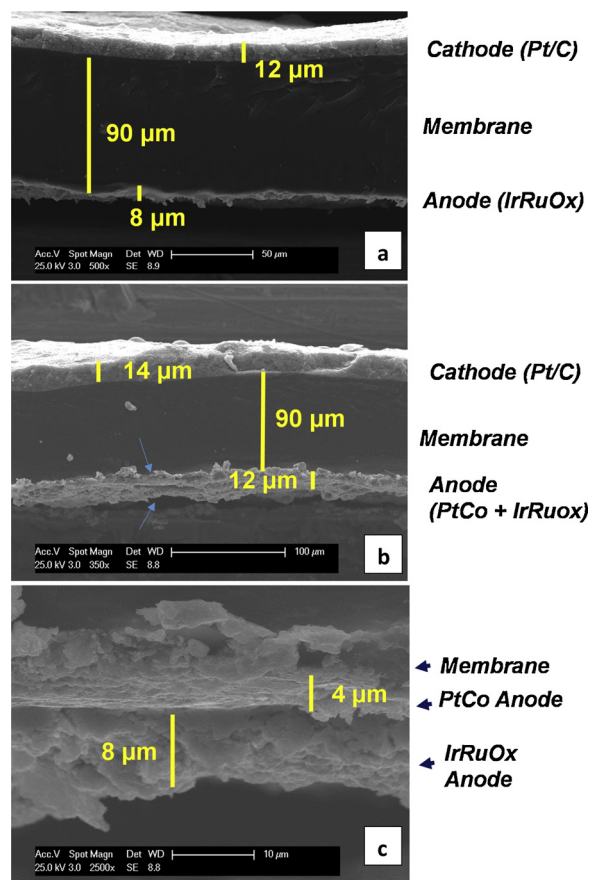 Cathode (Pt/C)
12 µm
90 µm
Membrane
Anode (IrRuOx)
8 µm
Acc.V Spot Magn Det WD 50 µm
25.0 kV 3.0 500x SE 8.9
a
Cathode (Pt/C)
14 µm
90 µm
Membrane
12 µm
Anode
(PtCo + IrRuox)
Acc.V Spot Magn Det WD 100 µm
25.0 kV 3.0 350x SE 8.8
b
Membrane
4 µm
PtCo Anode
8 µm
IrRuOx
Anode
Acc.V Spot Magn Det WD 10 µm
25.0 kV 3.0 2500x SE 8.8
c